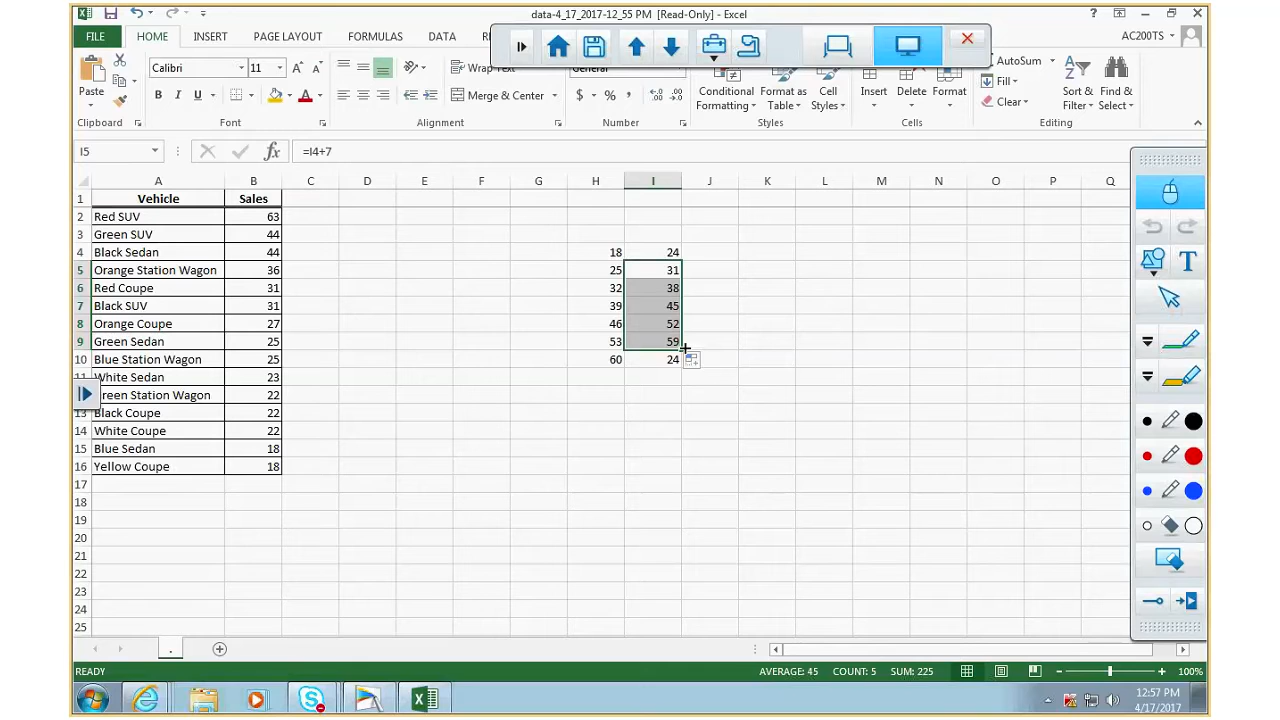 data-4_17_2017-12_55 PM [Read-Only] - Excel
FILE HOME INSERT PAGE LAYOUT FORMULAS DATA
AC200TS
Paste
Calibri 11
B I U
Wrap Text
Merge & Center
General
$ % ,
Conditional Formatting
Format as Table
Cell Styles
Insert Delete Format
AutoSum
Fill
Clear
Sort & Filter
Find & Select
Clipboard Font Alignment Number Styles Cells Editing
I5 fx =I4+7
A B C D E F G H I J K L M N O P Q
1 Vehicle Sales
2 Red SUV 63
3 Green SUV 44
4 Black Sedan 44 18 24
5 Orange Station Wagon 36 25 31
6 Red Coupe 31 32 38
7 Black SUV 31 39 45
8 Orange Coupe 27 46 52
9 Green Sedan 25 53 59
10 Blue Station Wagon 25 60 24
White Sedan 23
reen Station Wagon 22
13 Black Coupe 22
14 White Coupe 22
15 Blue Sedan 18
16 Yellow Coupe 18
17
18
19
20
21
22
23
24
25
READY AVERAGE: 45 COUNT: 5 SUM: 225 100%
12:57 PM
4/17/2017